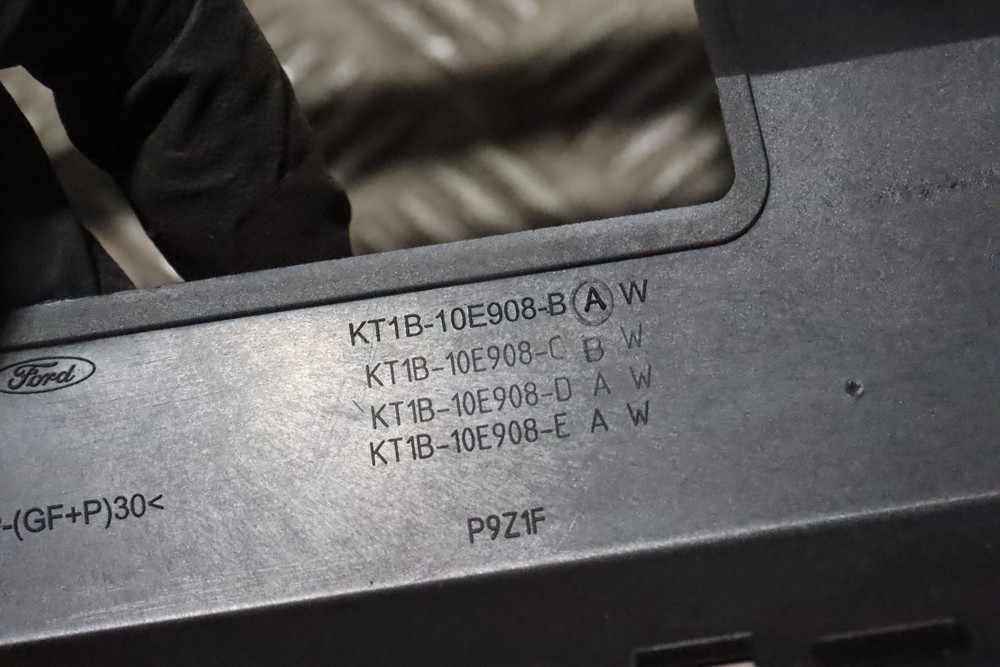 KT1B-10E908-B A W
KT1B-10E908-C B W
KT1B-10E908-D A W
KT1B-10E908-E A W
Ford
-(GF+P)30<
P9Z1F